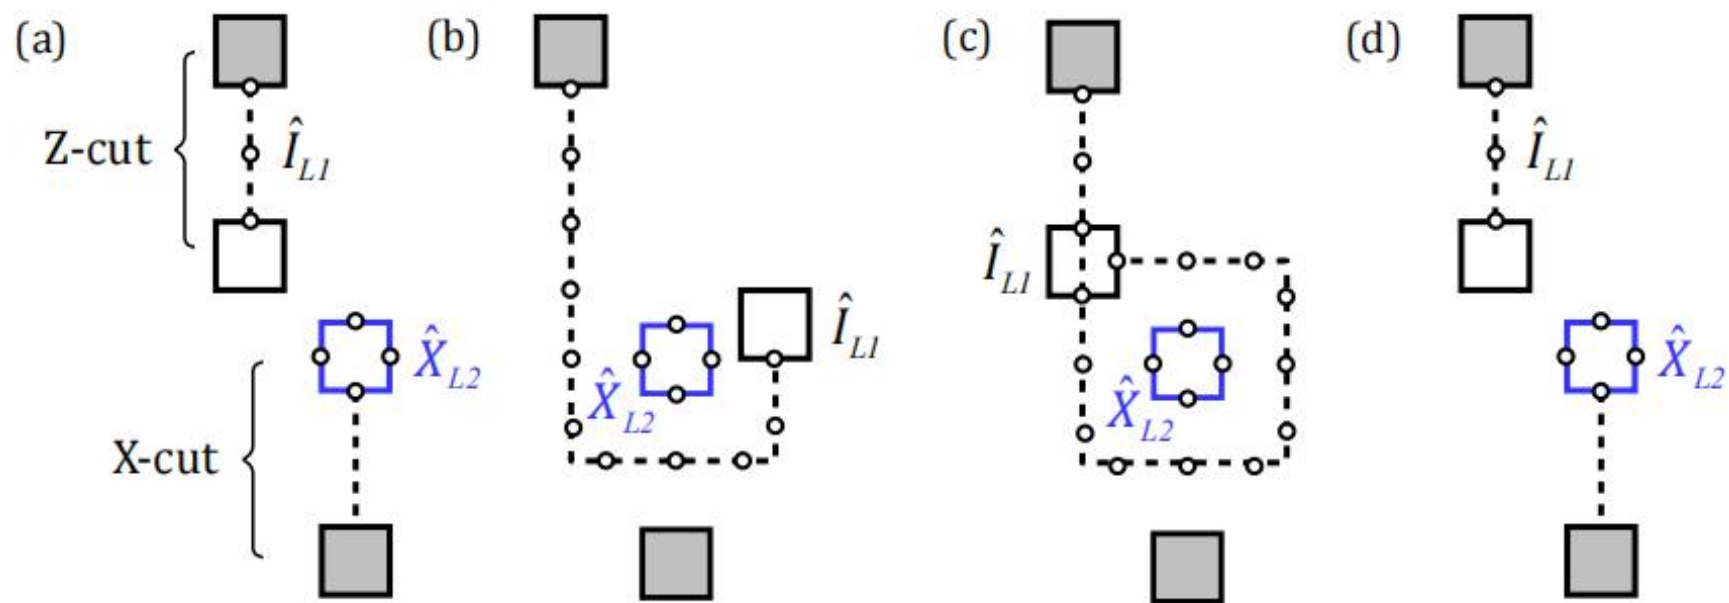 (a)
Z-cut
Î_{L1}
X̂_{L2}
X-cut
(b)
Î_{L1}
X̂_{L2}
(c)
Î_{L1}
X̂_{L2}
(d)
Î_{L1}
X̂_{L2}